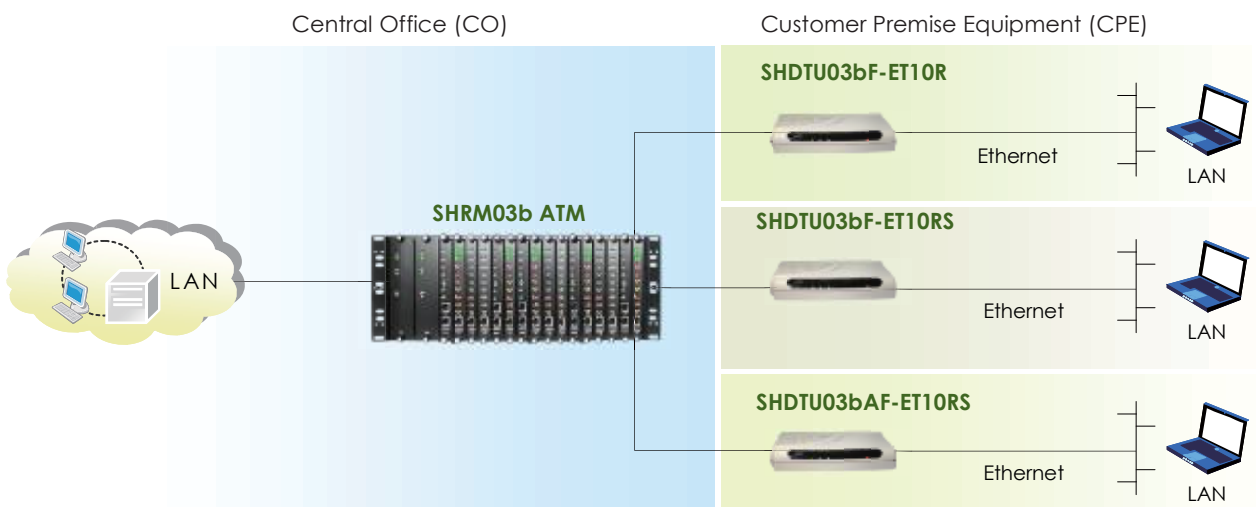 Central Office (CO)
Customer Premise Equipment (CPE)
SHDTU03bF-ET10R
Ethernet
LAN
SHRM03b ATM
LAN
SHDTU03bF-ET10RS
Ethernet
LAN
SHDTU03bAF-ET10RS
Ethernet
LAN